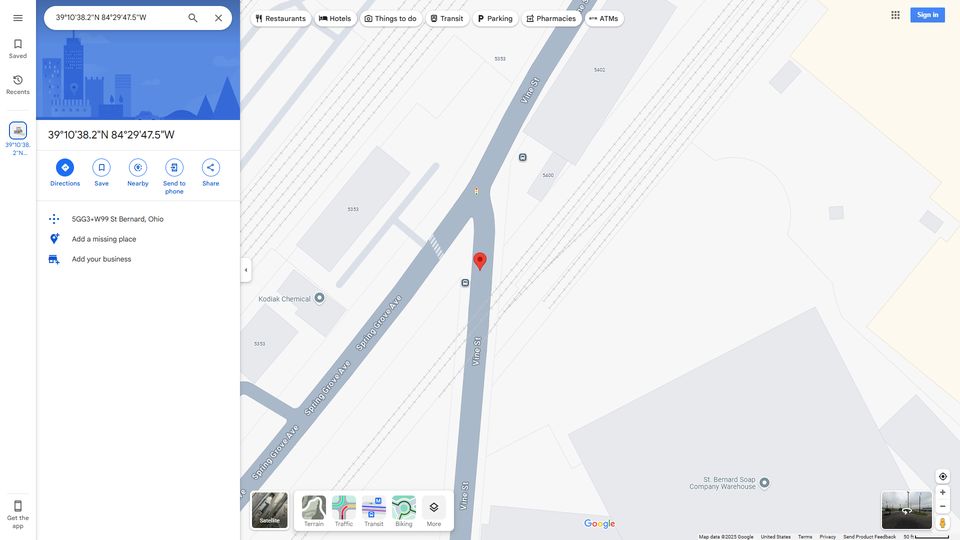 39°10'38.2"N 84°29'47.5"W
Restaurants
Hotels
Things to do
Transit
Parking
Pharmacies
ATMs
Sign in
Saved
Recents
39°10'38.
2"N...
39°10'38.2"N 84°29'47.5"W
Directions
Save
Nearby
Send to
phone
Share
5GG3+W99 St Bernard, Ohio
Add a missing place
Add your business
Get the
app
5353
5402
Vine St
5400
5353
Kodiak Chemical
5353
Spring Grove Ave
Vine St
Spring Grove Ave
Spring Grove Ave
Vine St
St. Bernard Soap
Company Warehouse
Satellite
Terrain
Traffic
Transit
Biking
More
Google
Map data ©2025 Google
United States
Terms
Privacy
Send Product Feedback
50 ft